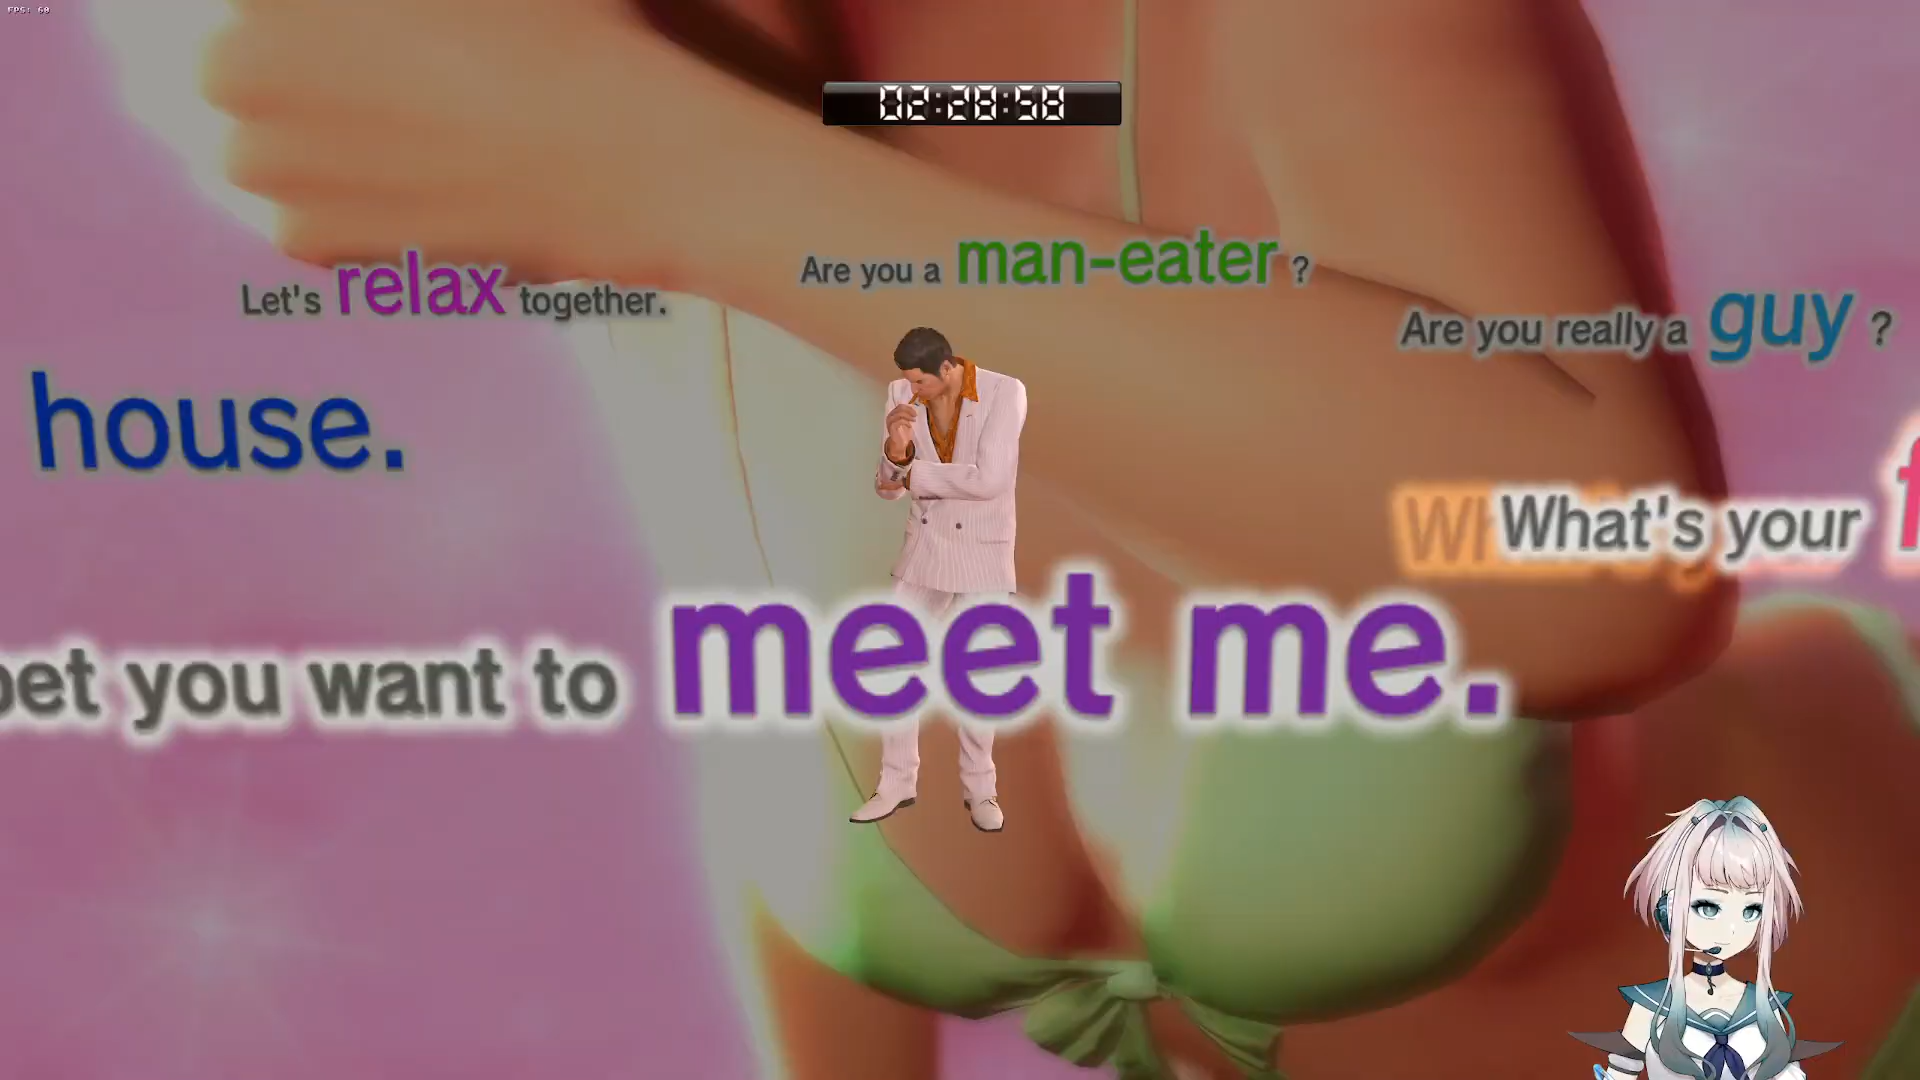 FPS: 60
02:28:58
Are you a man-eater ?
Let's relax together.
Are you really a guy ?
house.
What's your
bet you want to meet me.